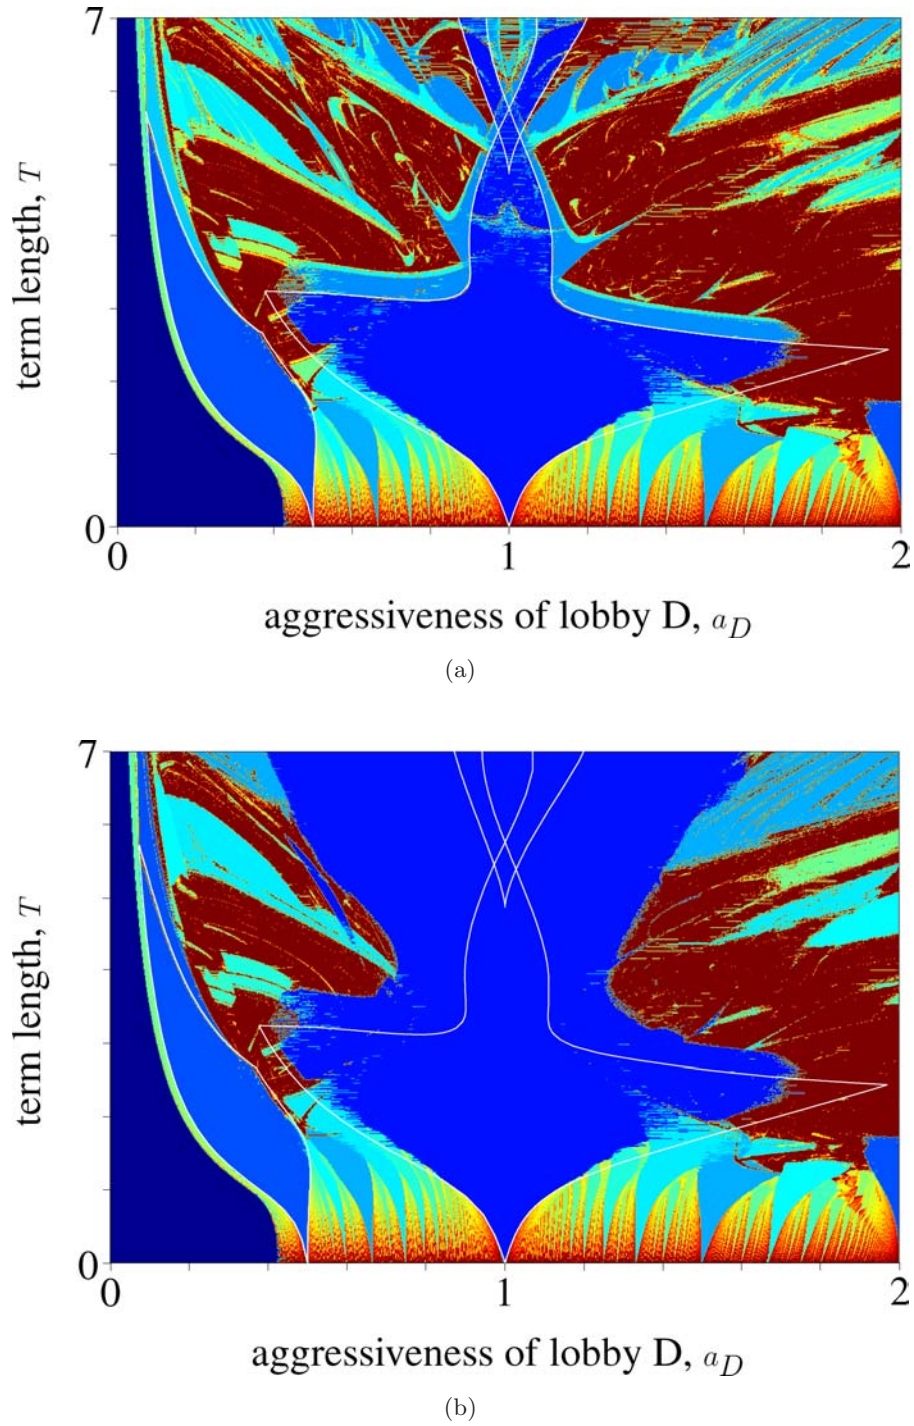 7
term length, T
0
0
1
2
aggressiveness of lobby D, a_D
(a)
7
term length, T
0
0
1
2
aggressiveness of lobby D, a_D
(b)